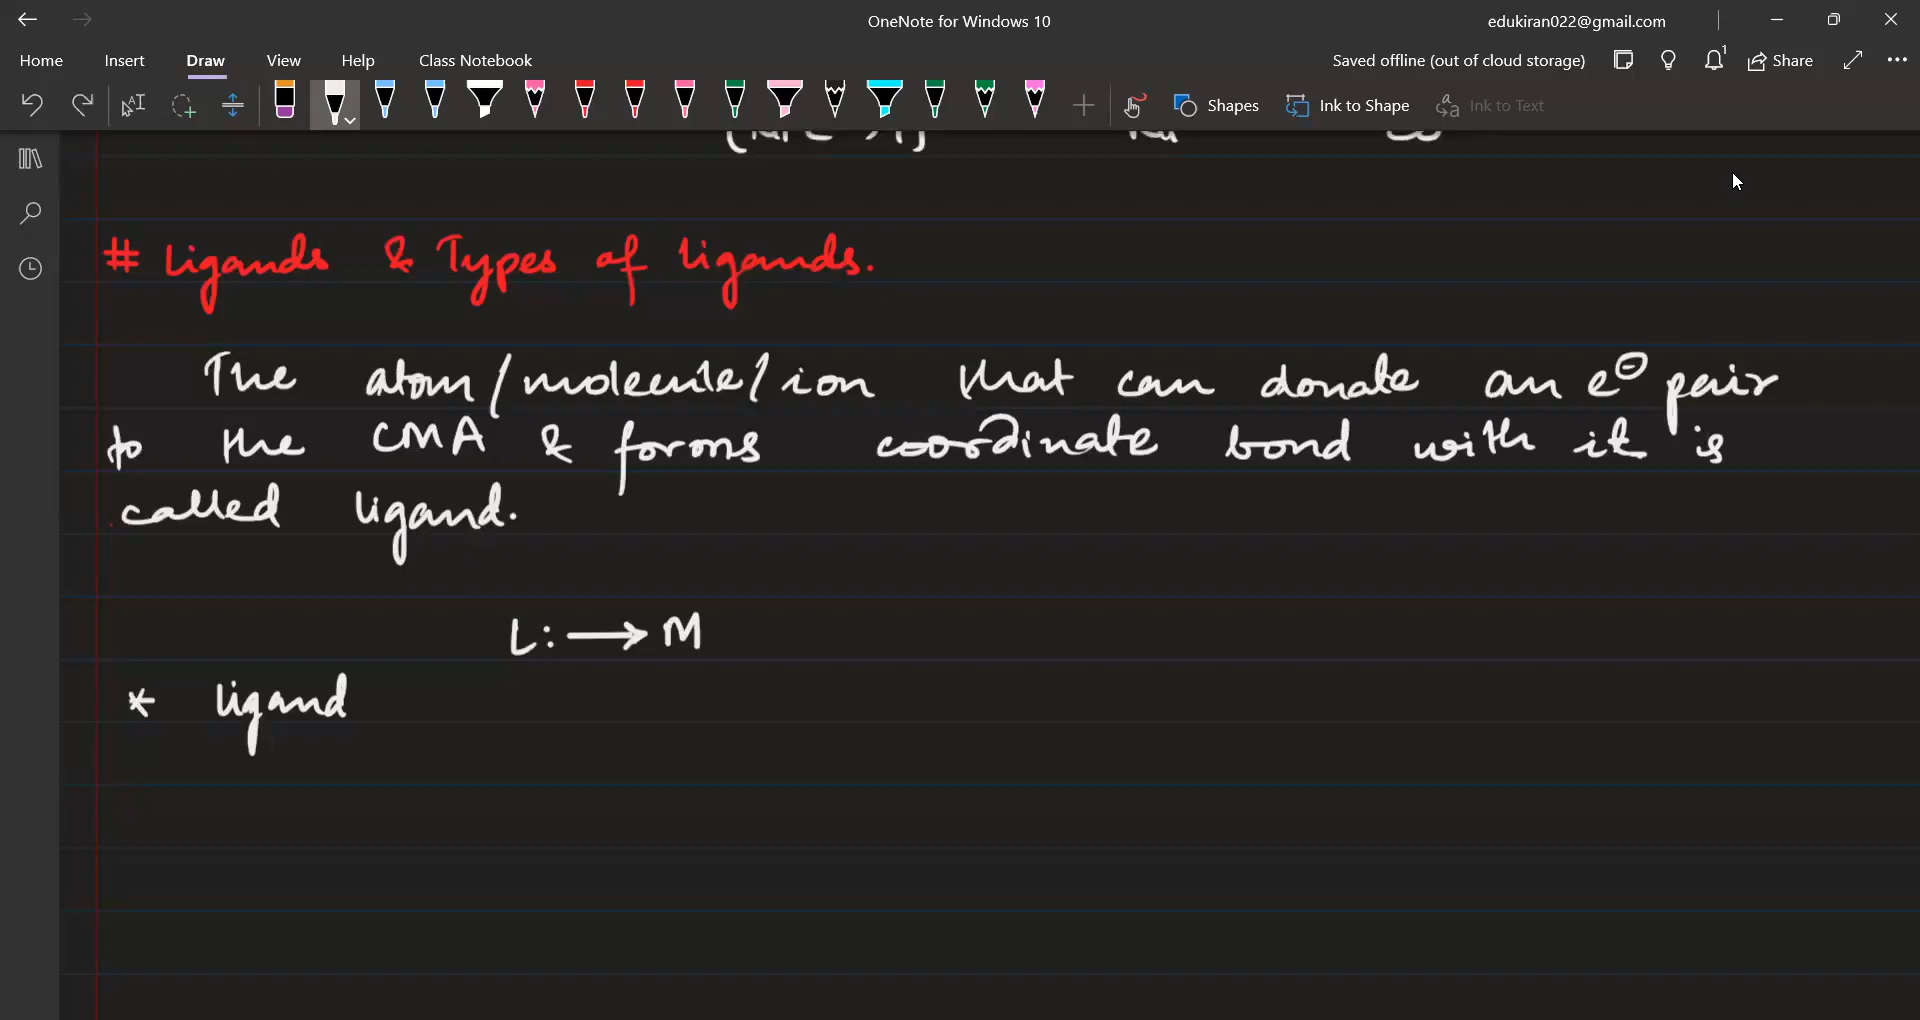 OneNote for Windows 10
edukiran022@gmail.com
Home Insert Draw View Help Class Notebook
Saved offline (out of cloud storage)
1
Share
Shapes
Ink to Shape
Ink to Text
# Ligands & Types of ligands.
The atom/molecule/ion that can donate an e⊖ pair
to the CMA & forms coordinate bond with it is
called ligand.
L: → M
* ligand